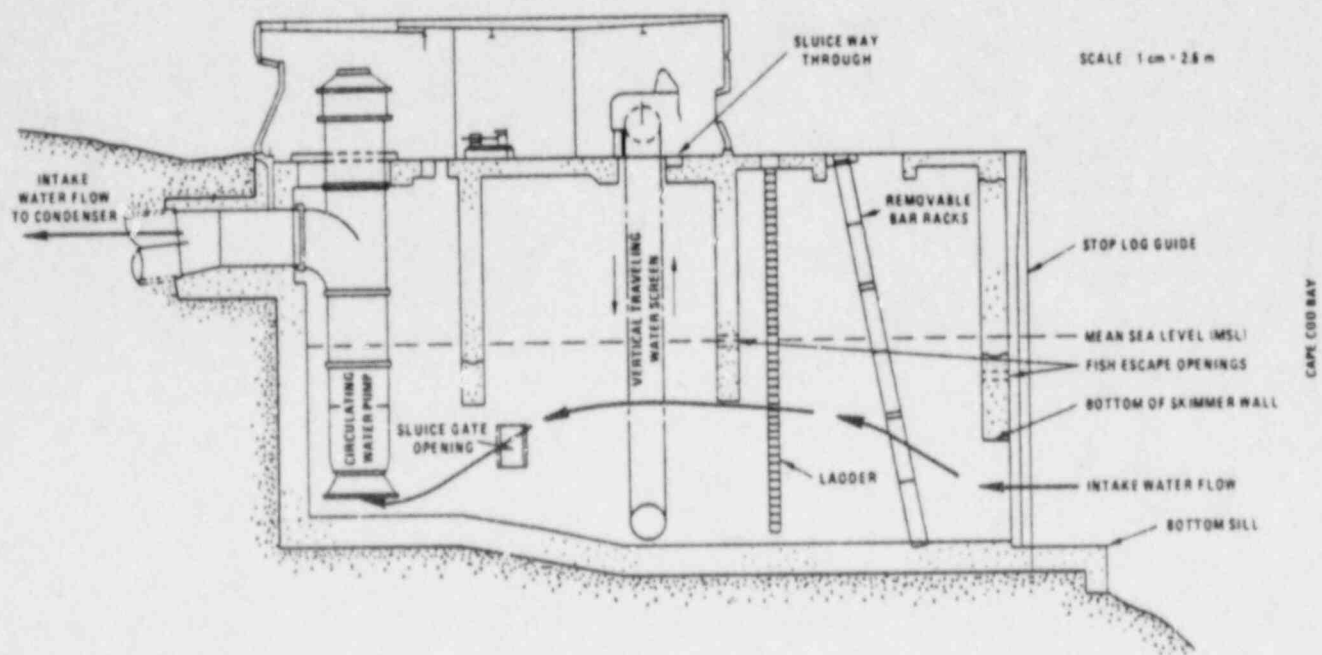 SLUICE WAY
THROUGH
SCALE 1 cm = 2.6 m
INTAKE
WATER FLOW
TO CONDENSER
REMOVABLE
BAR RACKS
STOP LOG GUIDE
VERTICAL TRAVELING
WATER SCREEN
MEAN SEA LEVEL (MSL)
FISH ESCAPE OPENINGS
CAPE COD BAY
CIRCULATING
WATER PUMP
SLUICE GATE
OPENING
BOTTOM OF SKIMMER WALL
LADDER
INTAKE WATER FLOW
BOTTOM SILL